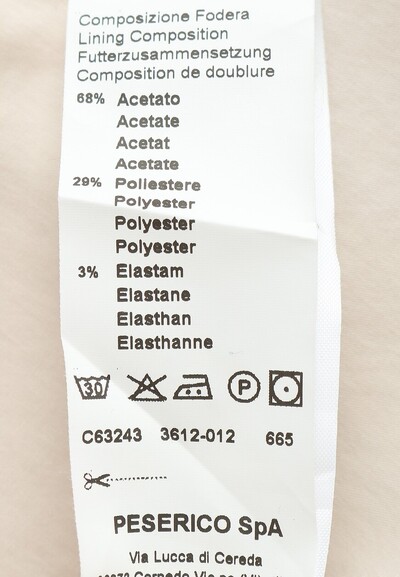 Composizione Fodera
Lining Composition
Futterzusammensetzung
Composition de doublure
68% Acetato
Acetate
Acetat
Acetate
29% Poliestere
Polyester
Polyester
Polyester
3% Elastam
Elastane
Elasthan
Elasthanne
30 P
C63243 3612-012 665
PESERICO SpA
Via Lucca di Cereda